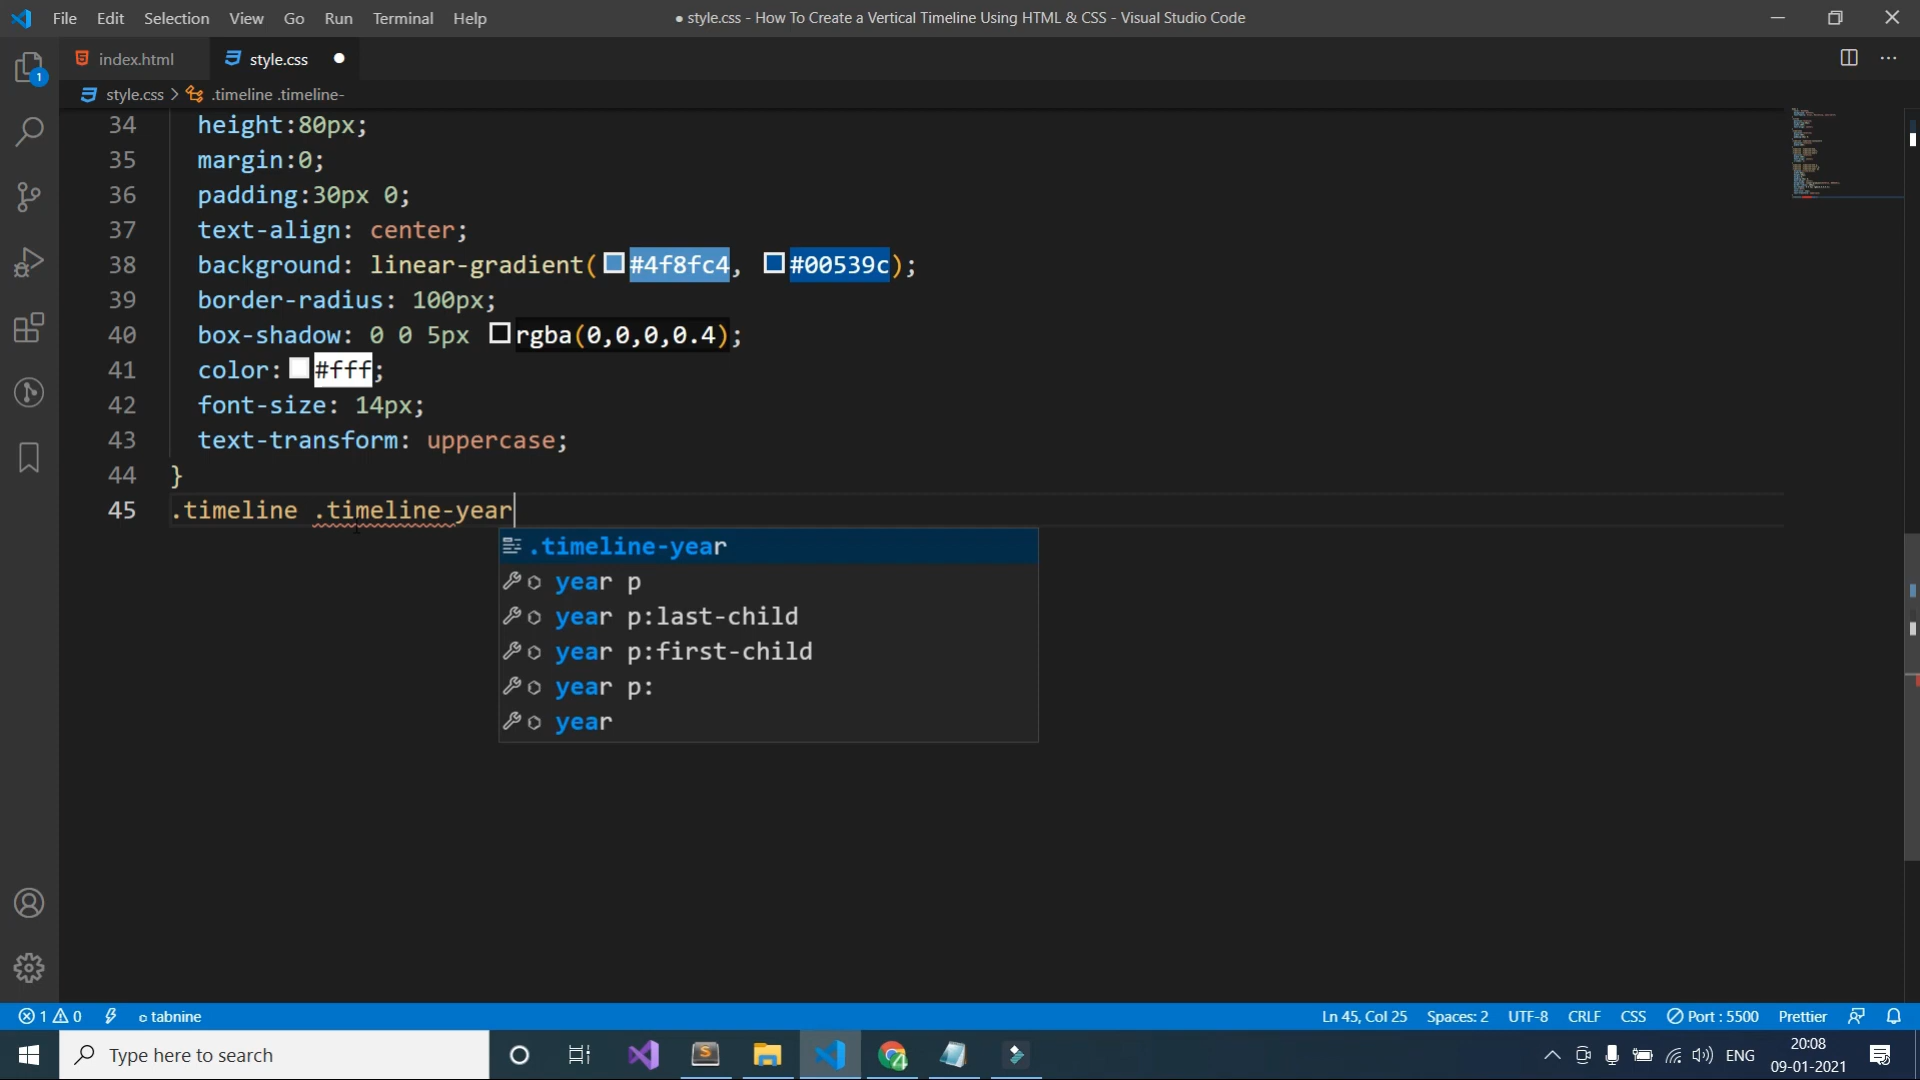 File Edit Selection View Go Run Terminal Help
● style.css - How To Create a Vertical Timeline Using HTML & CSS - Visual Studio Code
index.html
style.css ●
1
style.css > .timeline .timeline-
34 height:80px;
35 margin:0;
36 padding:30px 0;
37 text-align: center;
38 background: linear-gradient(#4f8fc4, #00539c);
39 border-radius: 100px;
40 box-shadow: 0 0 5px rgba(0,0,0,0.4);
41 color: #fff;
42 font-size: 14px;
43 text-transform: uppercase;
44 }
45 .timeline .timeline-year
.timeline-year
year p
year p:last-child
year p:first-child
year p:
year
1 0 tabnine
Ln 45, Col 25 Spaces: 2 UTF-8 CRLF CSS Port : 5500 Prettier
Type here to search
ENG
20:08
09-01-2021